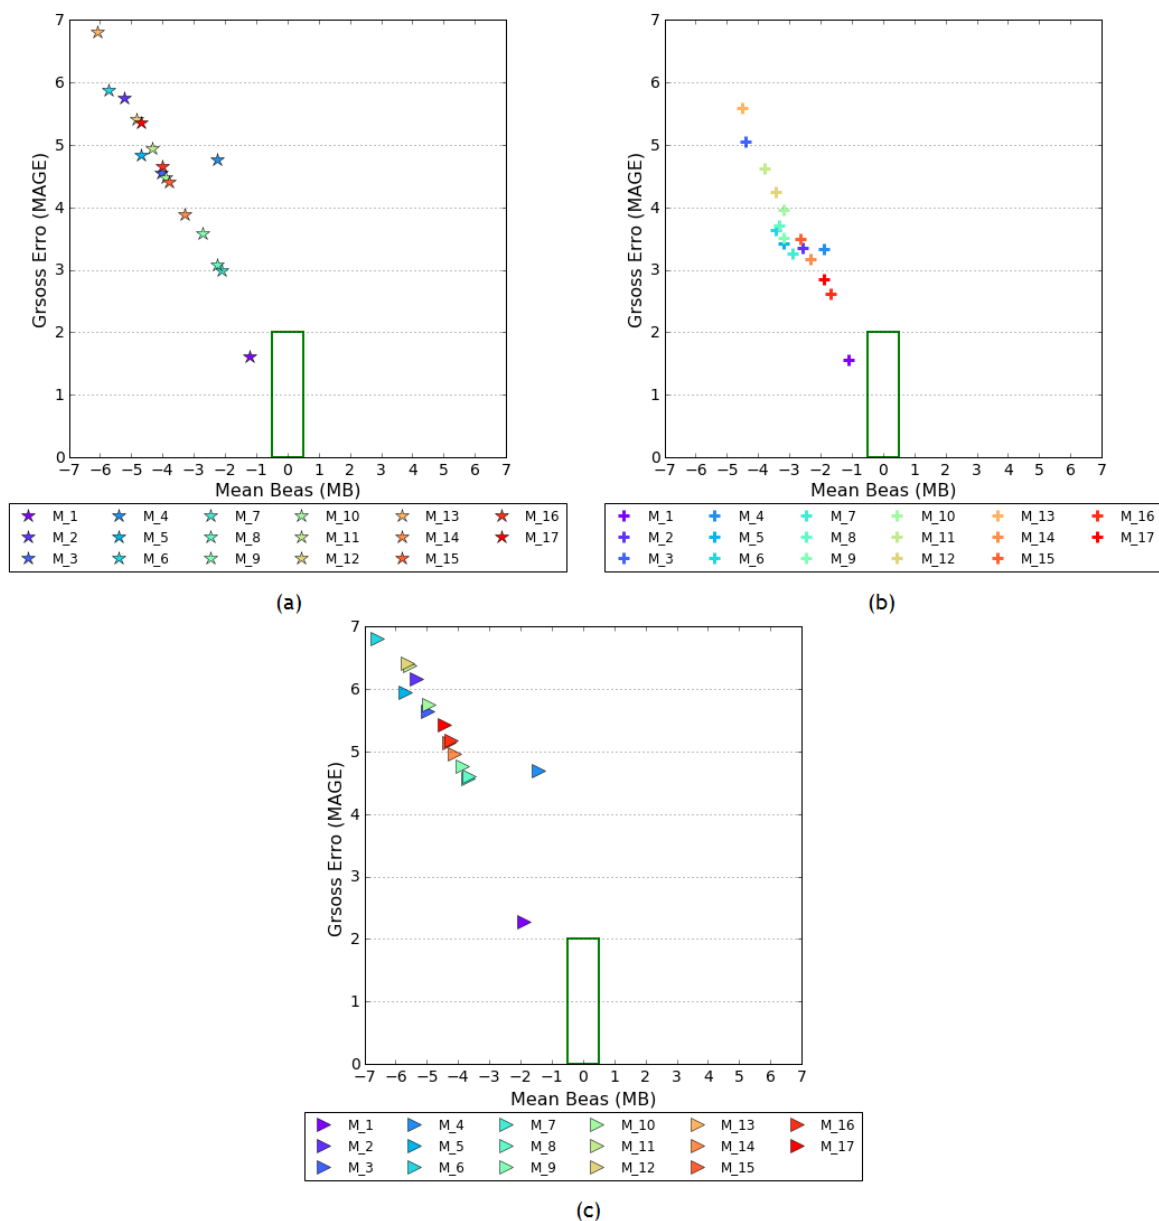 7
6
5
4
3
2
1
0
Grsoss Erro (MAGE)
−7 −6 −5 −4 −3 −2 −1 0 1 2 3 4 5 6 7
Mean Beas (MB)
M_1 M_4 M_7 M_10 M_13 M_16
M_2 M_5 M_8 M_11 M_14 M_17
M_3 M_6 M_9 M_12 M_15
(a)
7
6
5
4
3
2
1
0
Grsoss Erro (MAGE)
−7 −6 −5 −4 −3 −2 −1 0 1 2 3 4 5 6 7
Mean Beas (MB)
M_1 M_4 M_7 M_10 M_13 M_16
M_2 M_5 M_8 M_11 M_14 M_17
M_3 M_6 M_9 M_12 M_15
(b)
7
6
5
4
3
2
1
0
Grsoss Erro (MAGE)
−7 −6 −5 −4 −3 −2 −1 0 1 2 3 4 5 6 7
Mean Beas (MB)
M_1 M_4 M_7 M_10 M_13 M_16
M_2 M_5 M_8 M_11 M_14 M_17
M_3 M_6 M_9 M_12 M_15
(c)